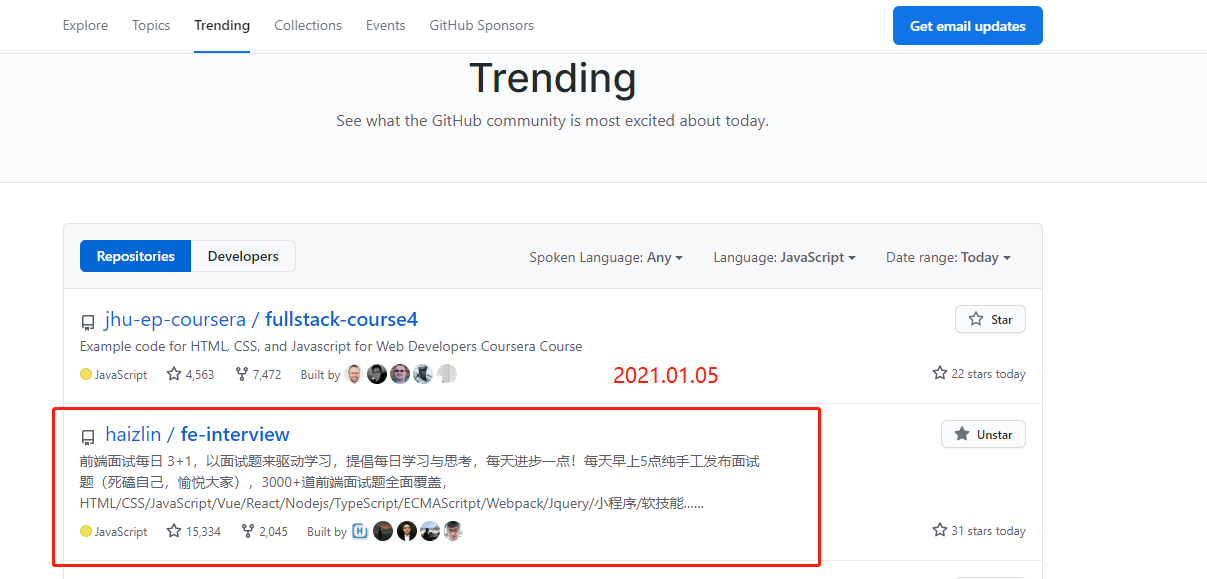 Explore Topics Trending Collections Events GitHub Sponsors Get email updates
Trending
See what the GitHub community is most excited about today.
Repositories Developers Spoken Language: Any Language: JavaScript Date range: Today
jhu-ep-coursera / fullstack-course4 Star
Example code for HTML, CSS, and Javascript for Web Developers Coursera Course
JavaScript 4,563 7,472 Built by 2021.01.05 22 stars today
haizlin / fe-interview Unstar
前端面试每日 3+1，以面试题来驱动学习，提倡每日学习与思考，每天进步一点！每天早上5点纯手工发布面试
题（死磕自己，愉悦大家），3000+道前端面试题全面覆盖，
HTML/CSS/JavaScript/Vue/React/Nodejs/TypeScript/ECMAScritpt/Webpack/Jquery/小程序/软技能……
JavaScript 15,334 2,045 Built by 31 stars today